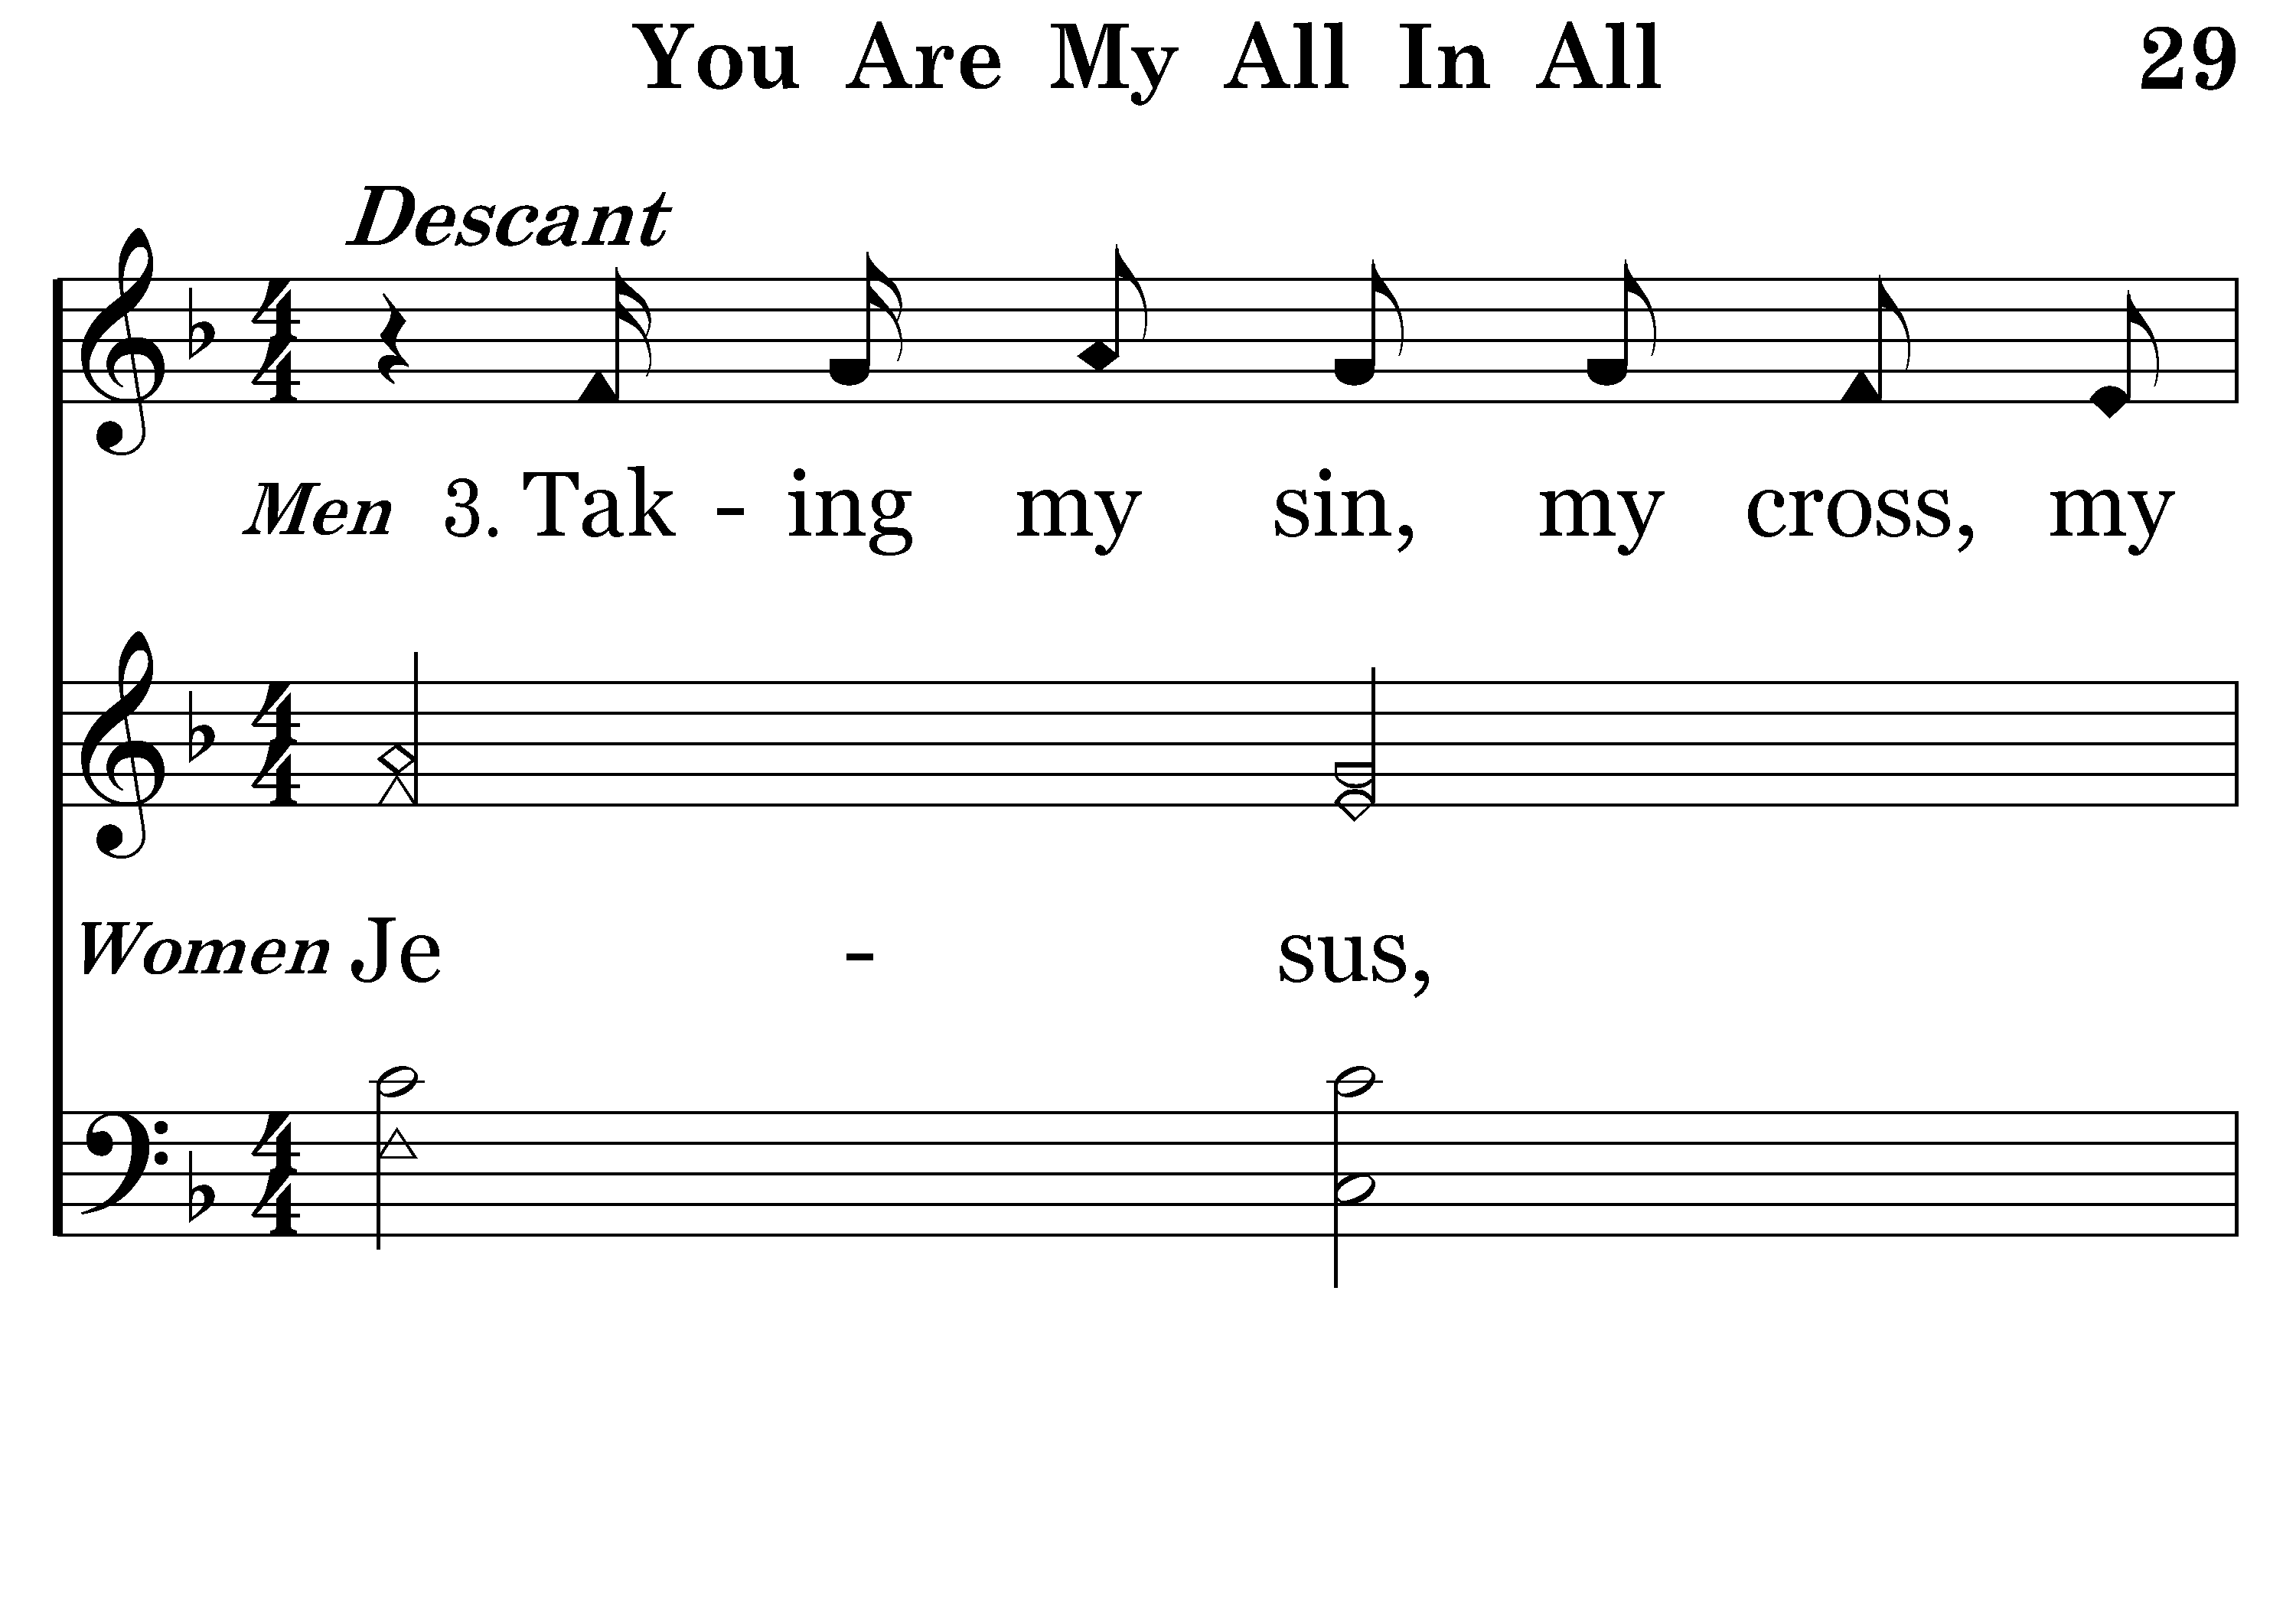 You Are My All In All 29
Descant
Men 3. Tak - ing my sin, my cross, my
Women Je - sus,